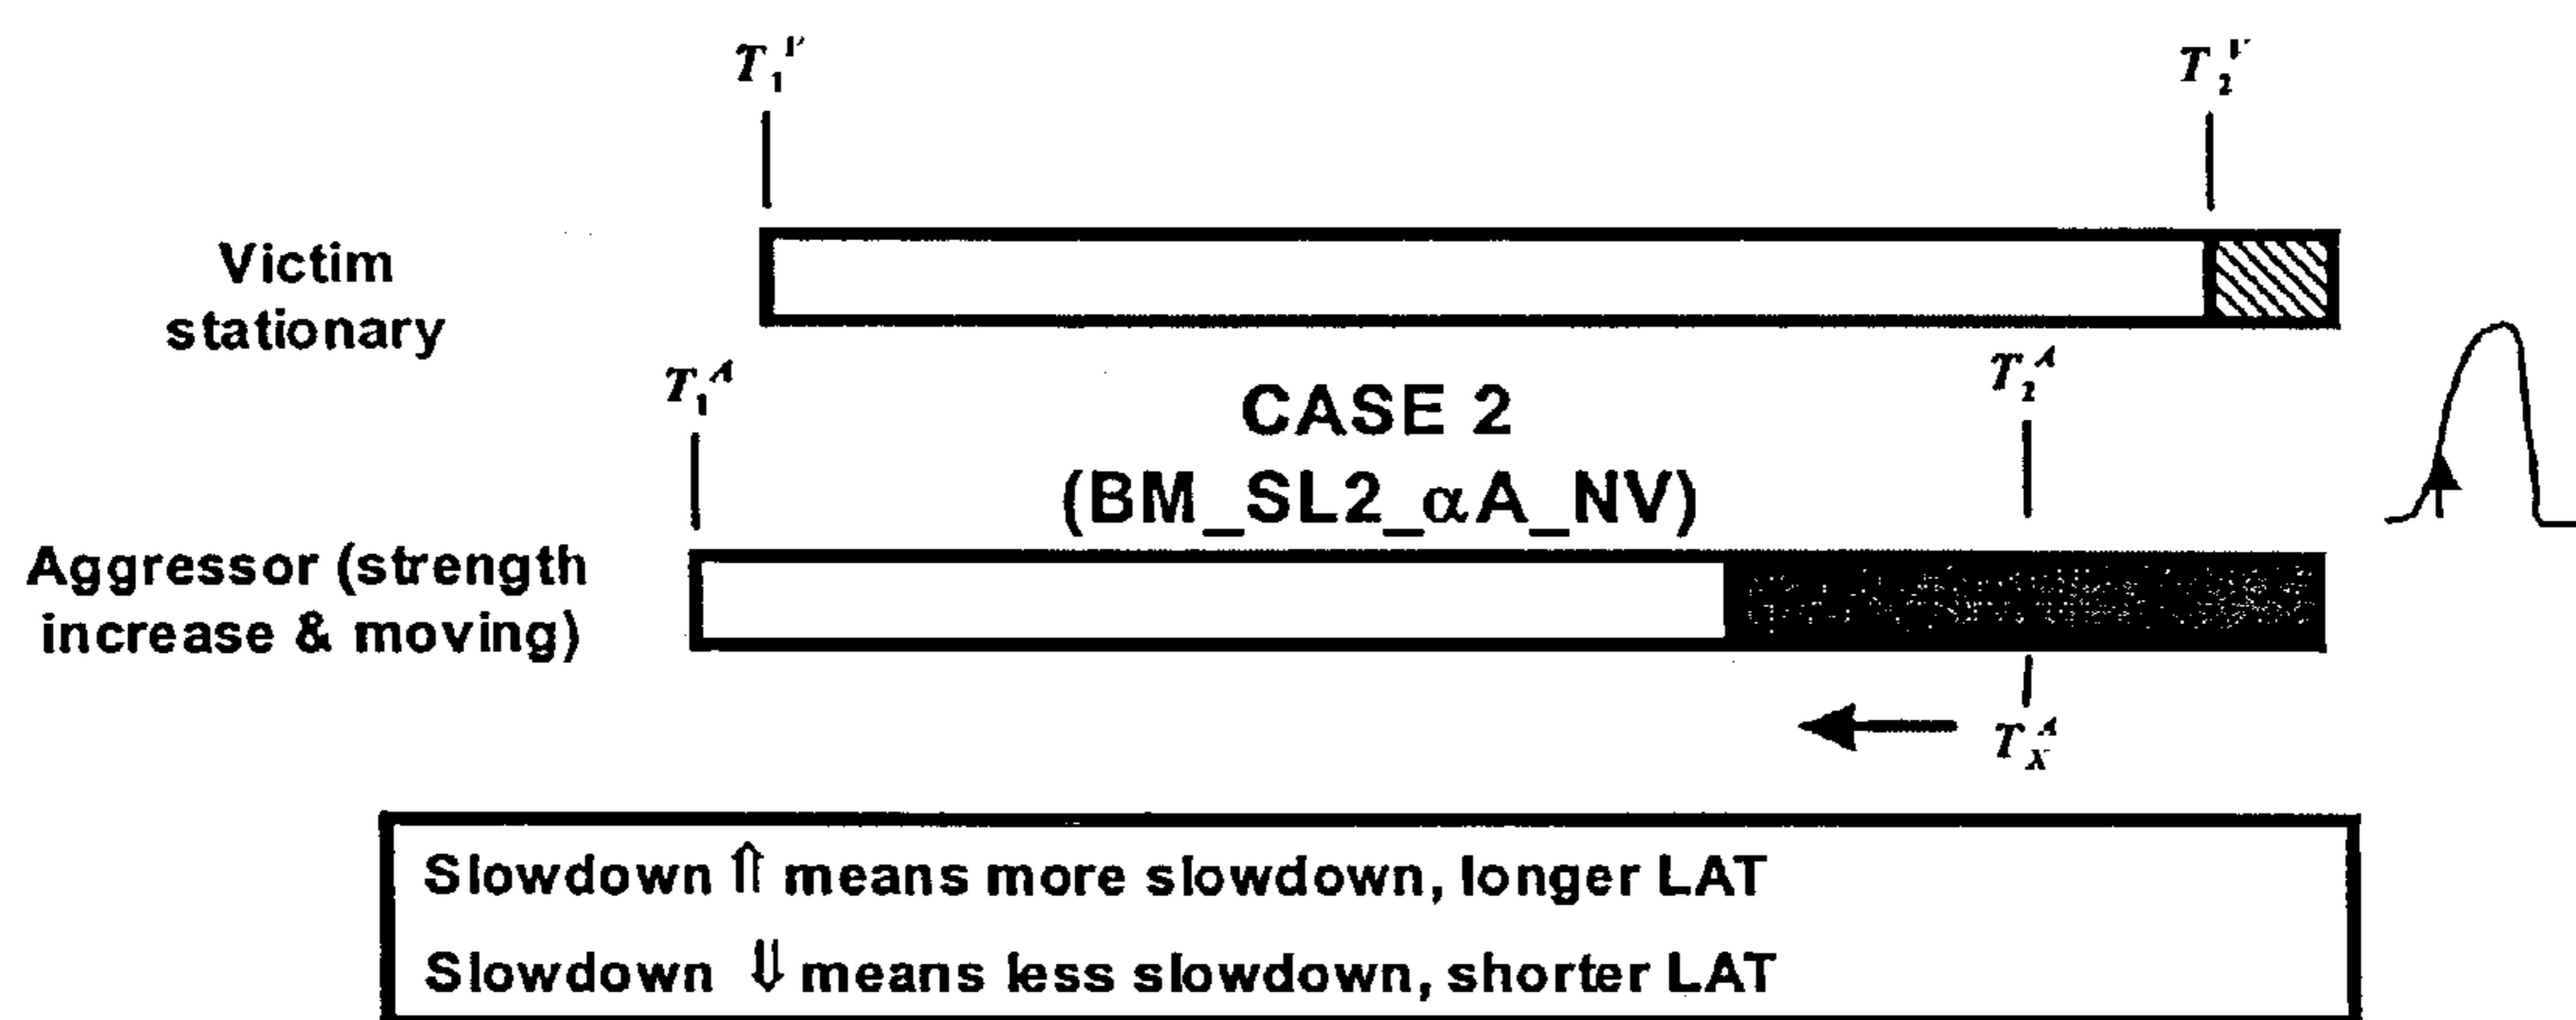 T₁ⱽ
T₂ⱽ
Victim
stationary
T₁ᴬ
T₂ᴬ
CASE 2
(BM_SL2_αA_NV)
Aggressor (strength
increase & moving)
Tₓᴬ
Slowdown ⇑ means more slowdown, longer LAT
Slowdown ⇓ means less slowdown, shorter LAT